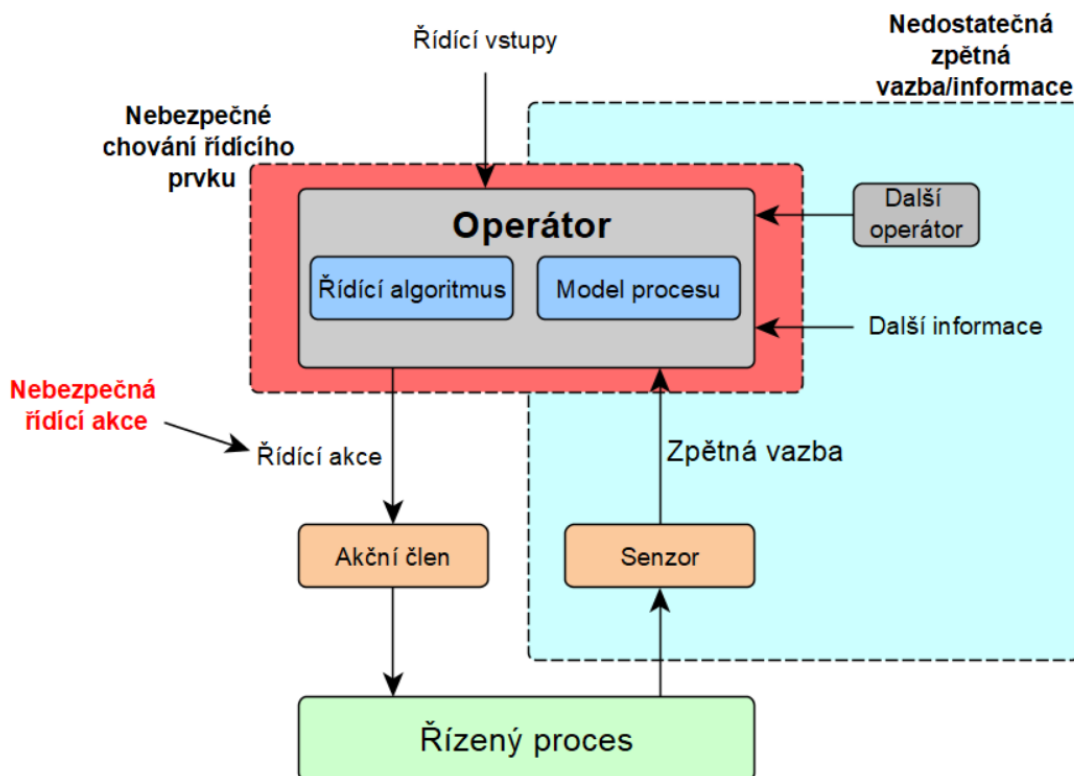 Řídící vstupy
Nedostatečná
zpětná
vazba/informace
Nebezpečné
chování řídícího
prvku
Operátor
Další
operátor
Řídící algoritmus
Model procesu
Další informace
Nebezpečná
řídící akce
Řídící akce
Zpětná vazba
Akční člen
Senzor
Řízený proces